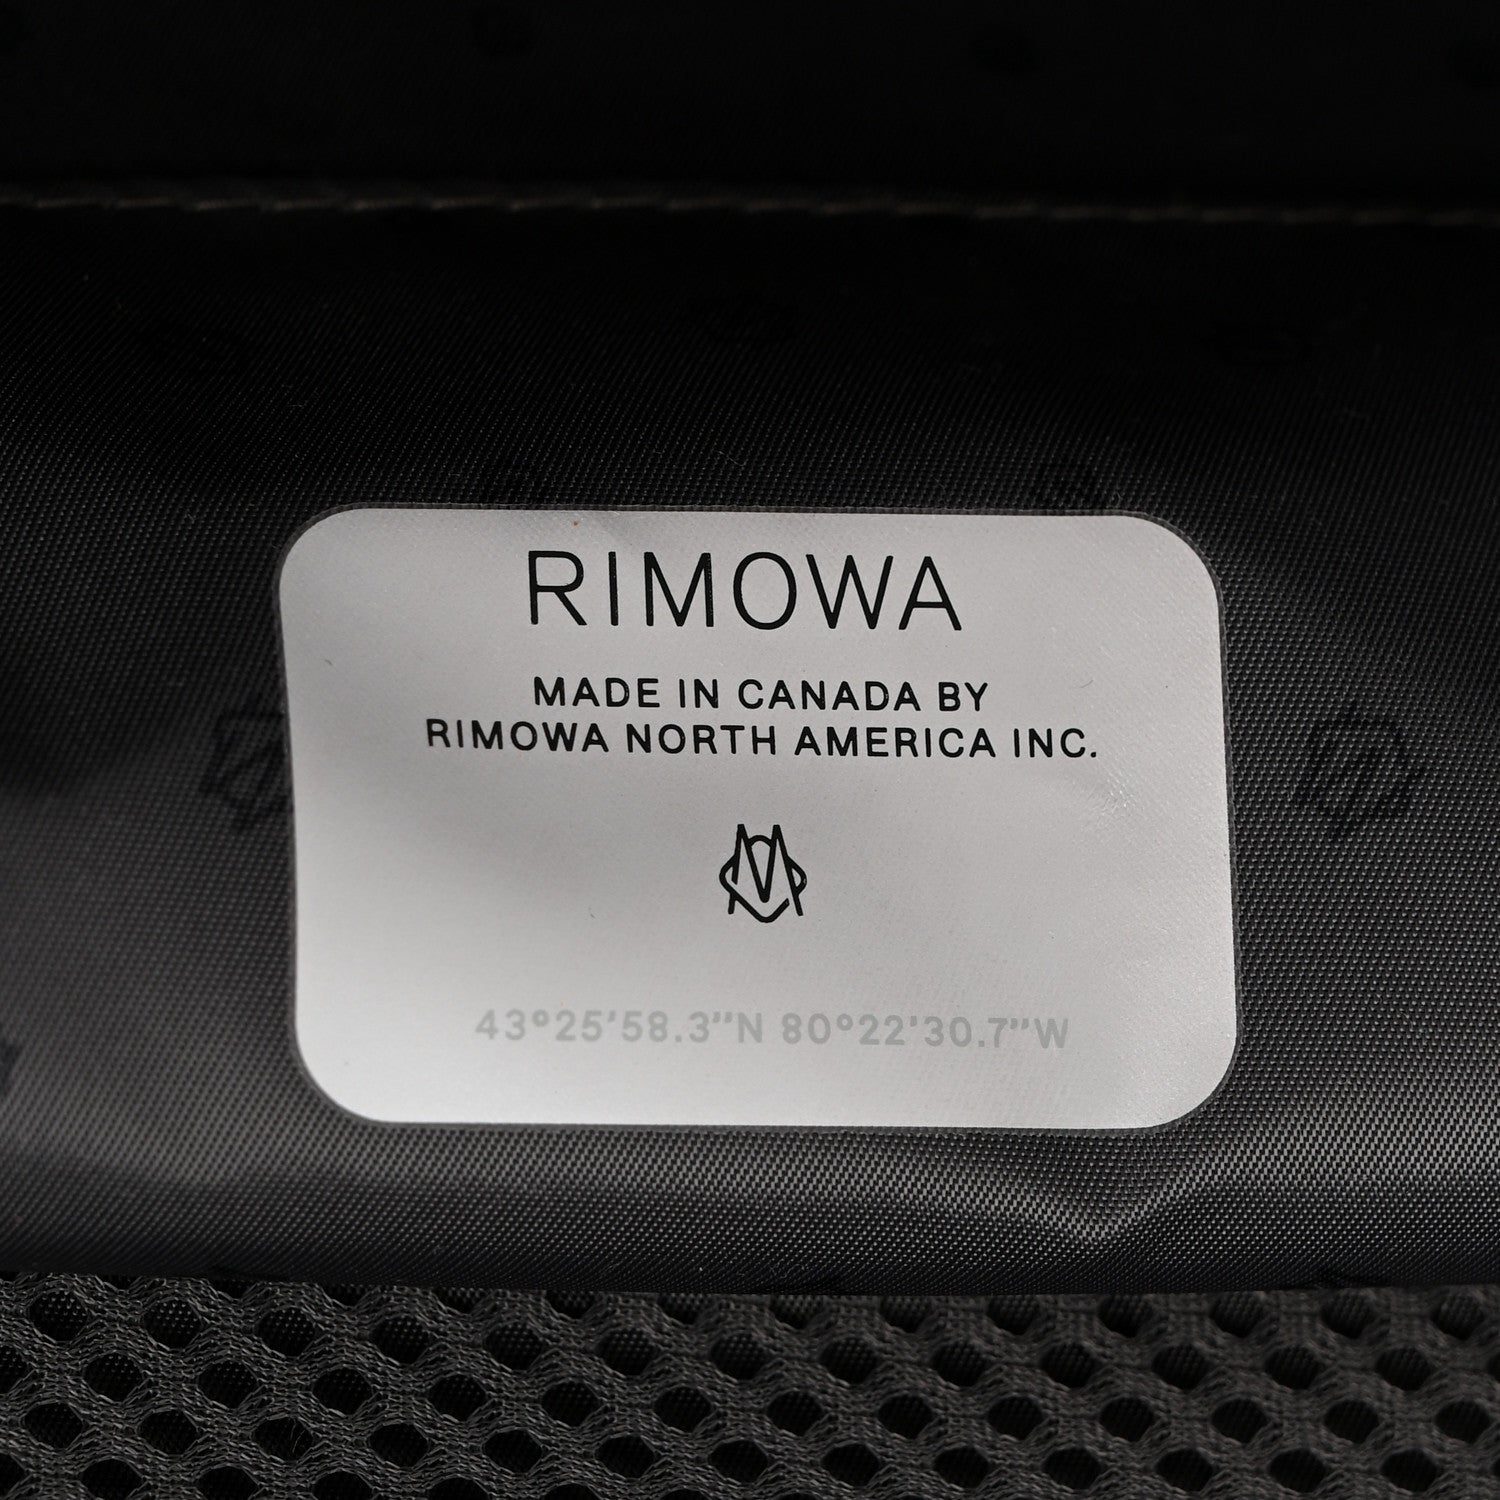 RIMOWA
MADE IN CANADA BY
RIMOWA NORTH AMERICA INC.
43°25'58.3"N 80°22'30.7"W